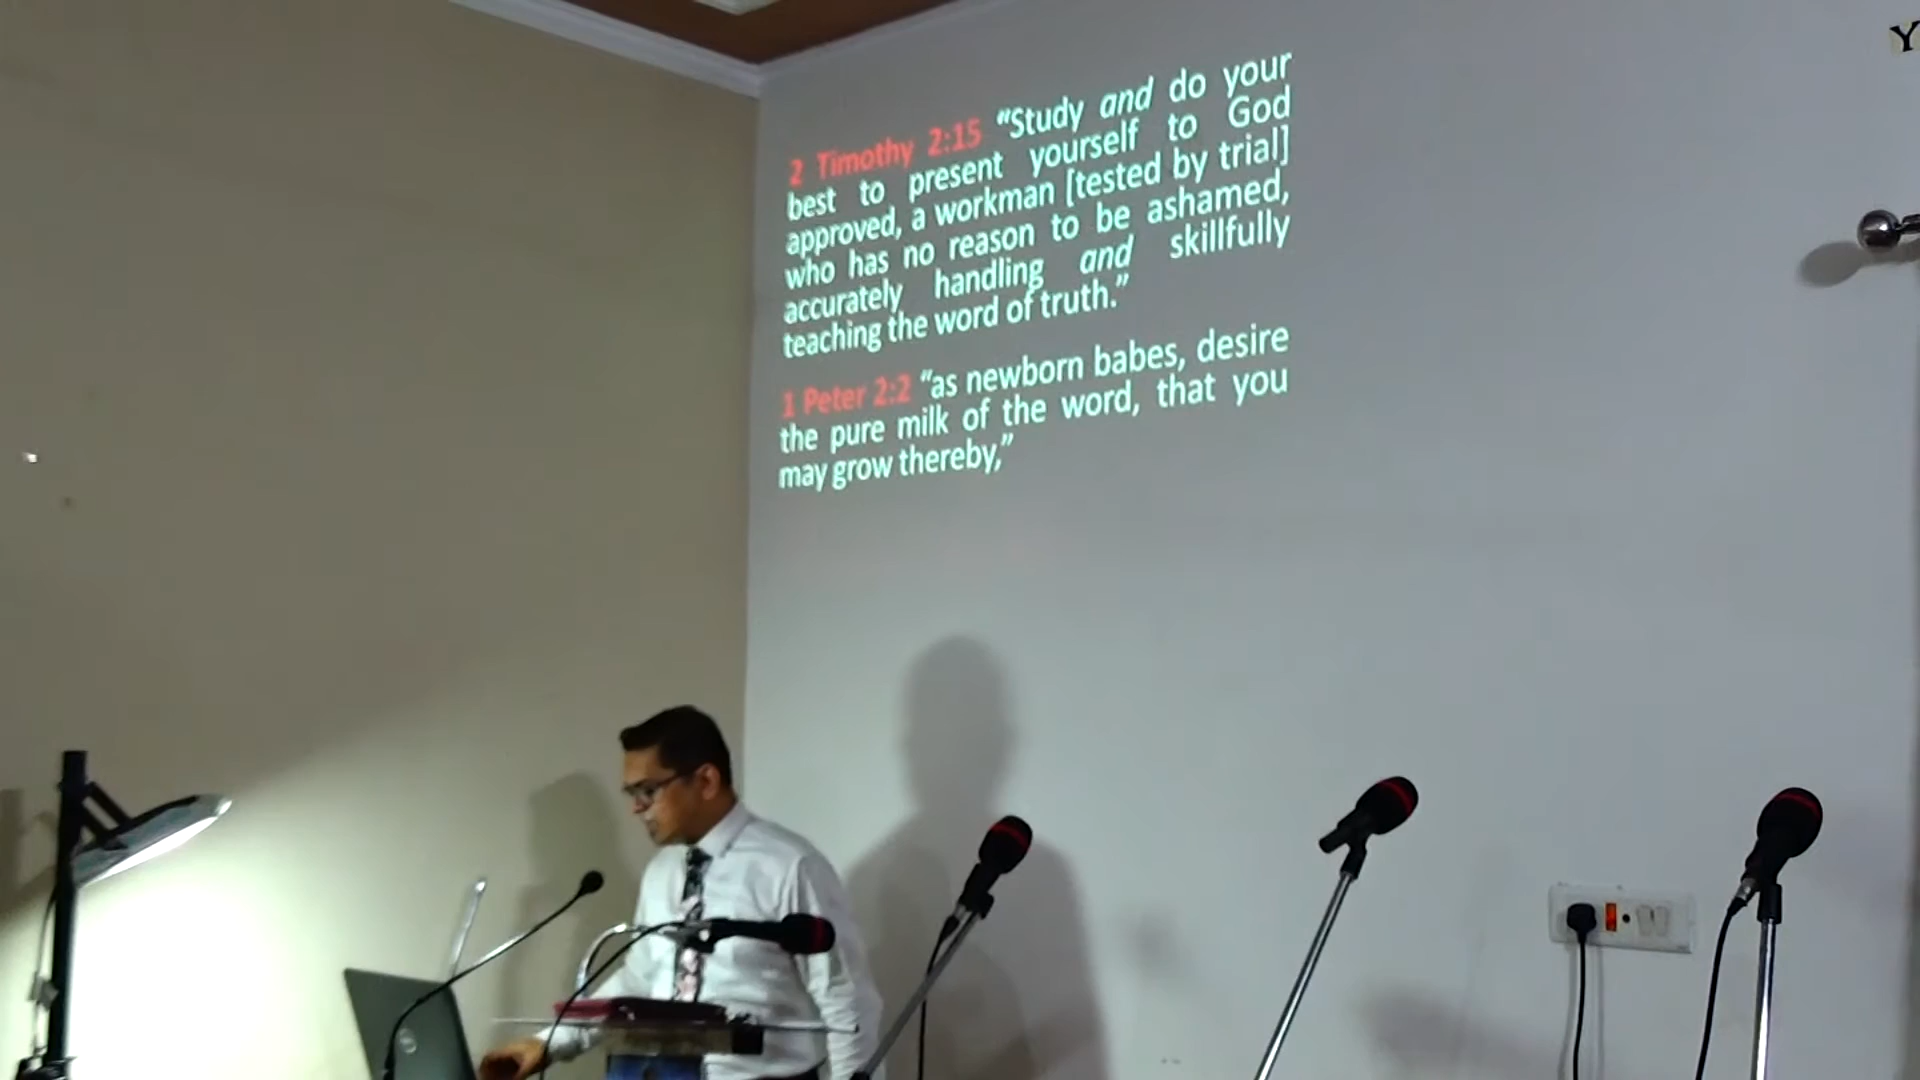 2 Timothy 2:15 “Study and do your
best to present yourself to God
approved, a workman [tested by trial]
who has no reason to be ashamed,
accurately handling and skillfully
teaching the word of truth.”
1 Peter 2:2 “as newborn babes, desire
the pure milk of the word, that you
may grow thereby,”
Y